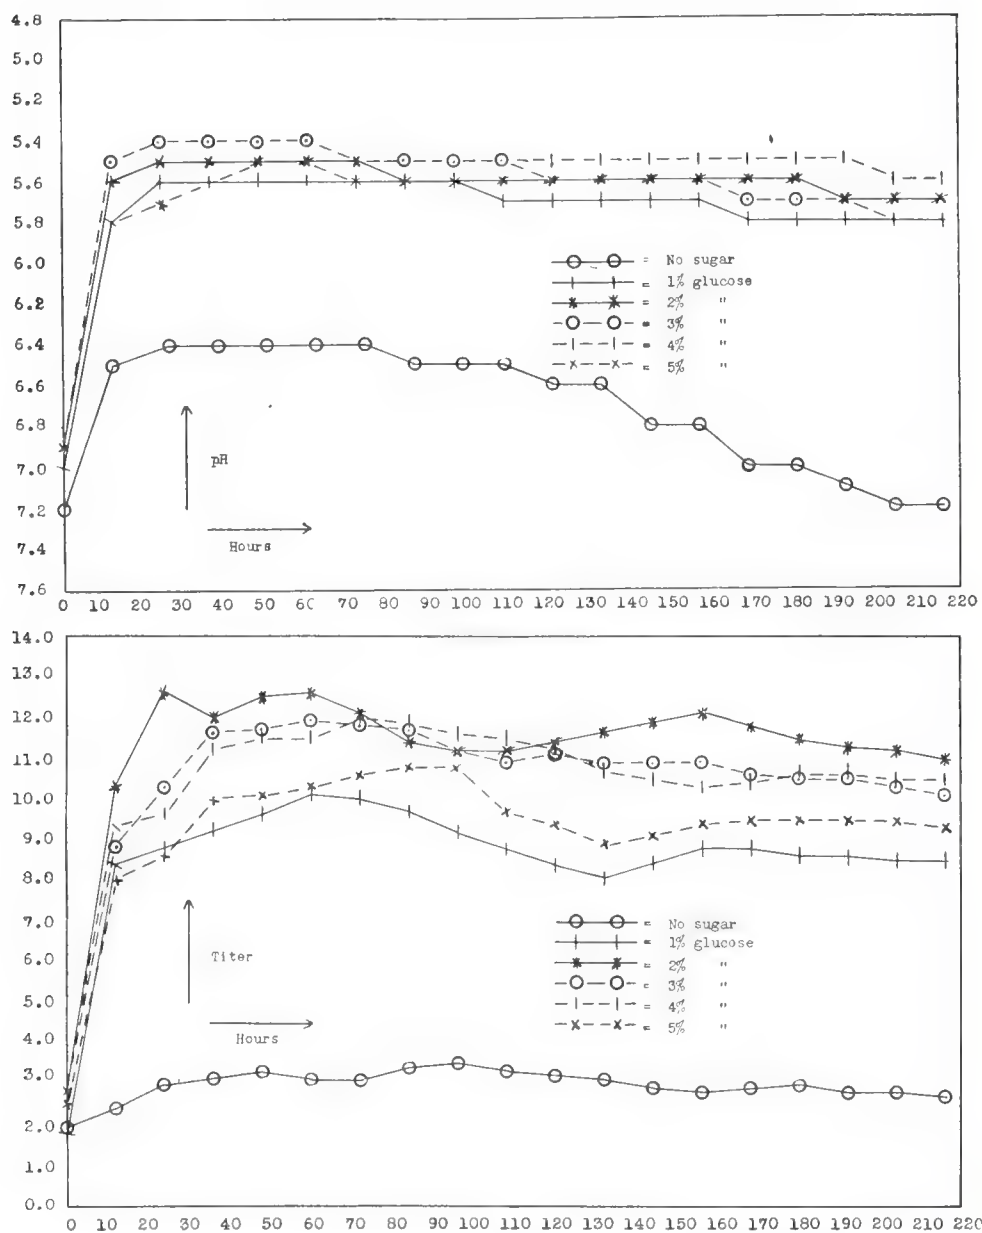 4.8
5.0
5.2
5.4
5.6
5.8
6.0
6.2
6.4
6.6
6.8
7.0
7.2
7.4
7.6
= No sugar
= 1% glucose
= 2% "
= 3% "
= 4% "
= 5% "
pH
Hours
0 10 20 30 40 50 60 70 80 90 100 110 120 130 140 150 160 170 180 190 200 210 220
14.0
13.0
12.0
11.0
10.0
9.0
8.0
7.0
6.0
5.0
4.0
3.0
2.0
1.0
0.0
= No sugar
= 1% glucose
= 2% "
= 3% "
= 4% "
= 5% "
Titer
Hours
0 10 20 30 40 50 60 70 80 90 100 110 120 130 140 150 160 170 180 190 200 210 220